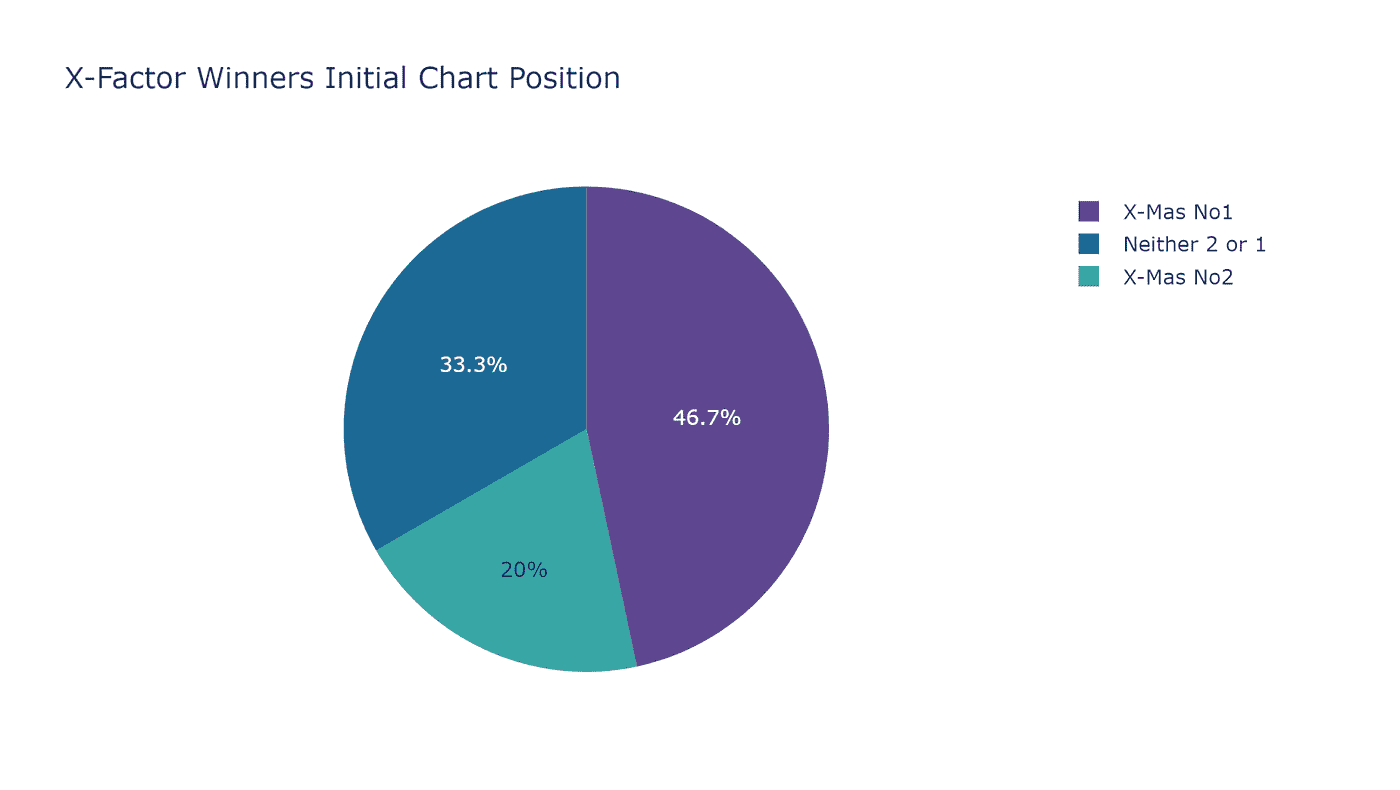 X-Factor Winners Initial Chart Position
X-Mas No1
Neither 2 or 1
X-Mas No2
33.3%
46.7%
20%